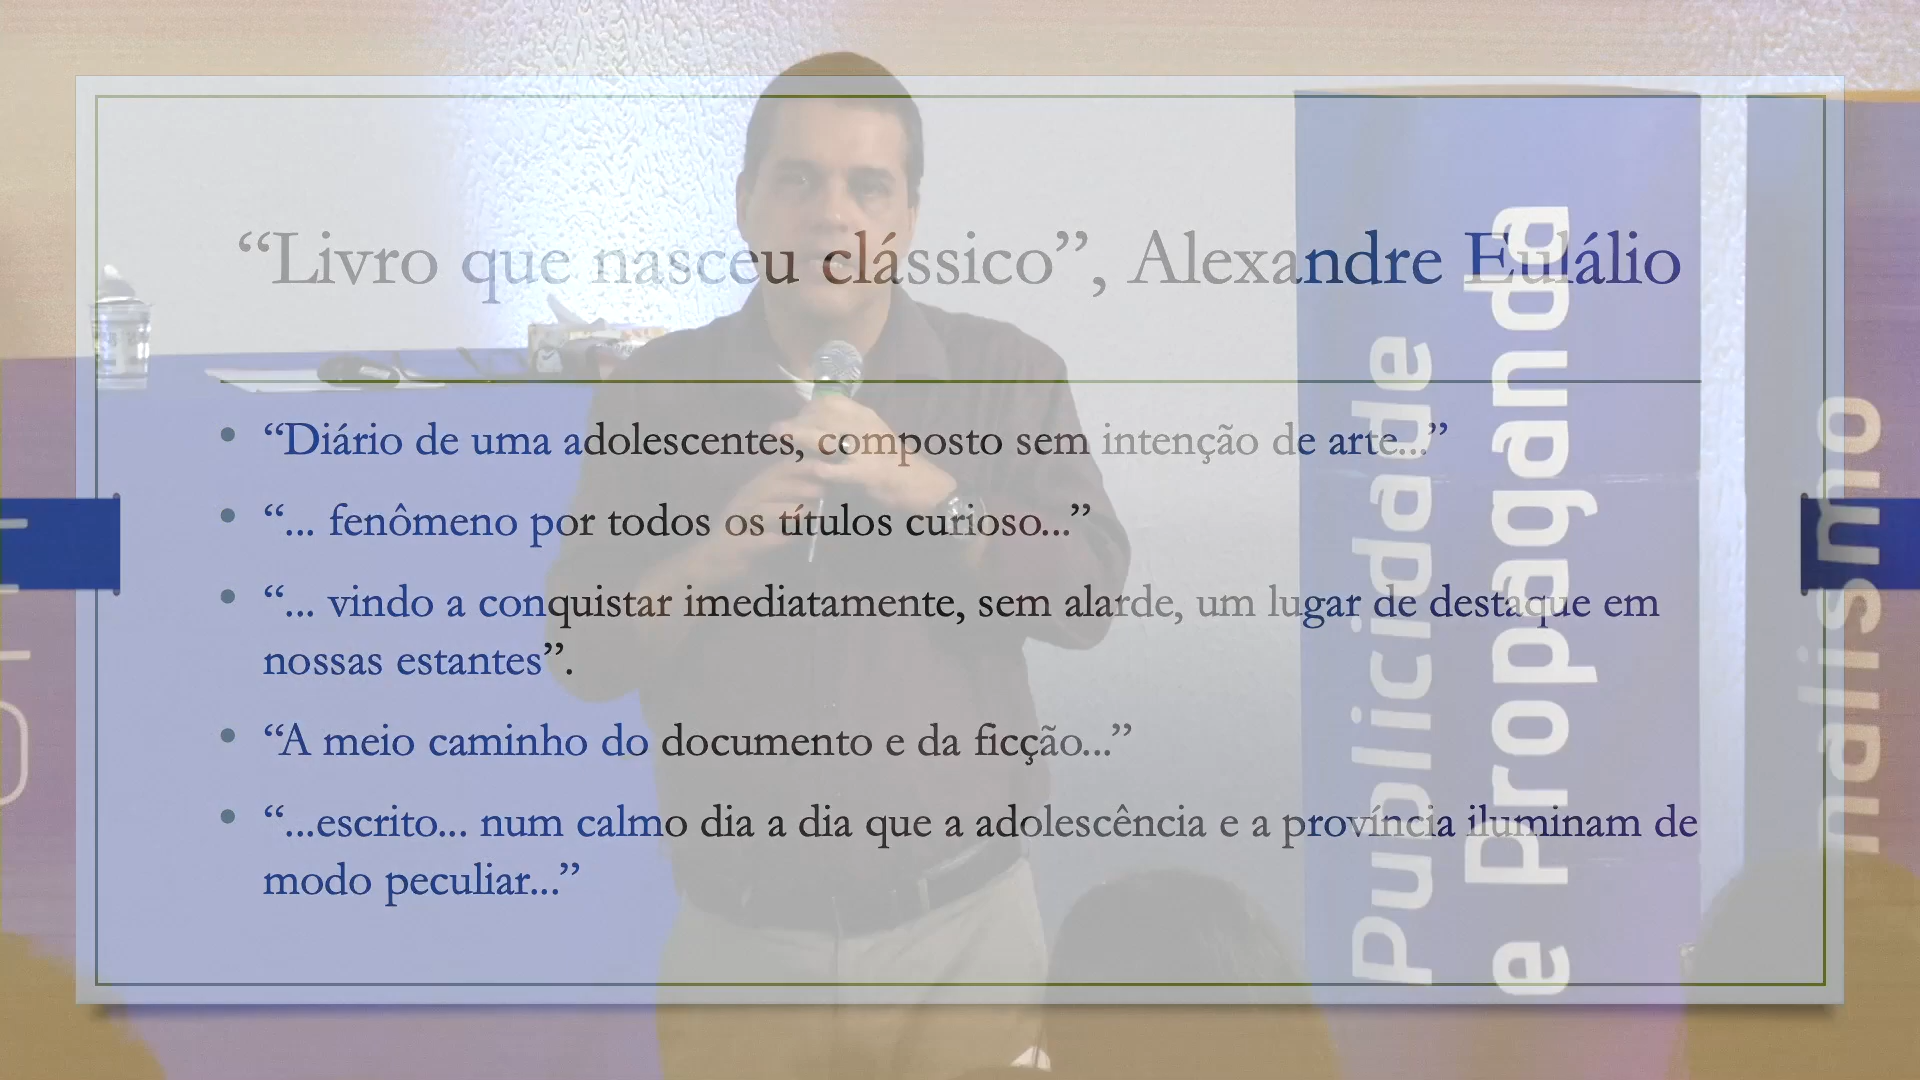 “Livro que nasceu clássico”, Alexandre Eulálio
• “Diário de uma adolescentes, composto sem intenção de arte...”
• “... fenômeno por todos os títulos curioso...”
• “... vindo a conquistar imediatamente, sem alarde, um lugar de destaque em
nossas estantes”.
• “A meio caminho do documento e da ficção...”
• “...escrito... num calmo dia a dia que a adolescência e a província iluminam de
modo peculiar...”
Publicidade
e Propaganda
nalismo